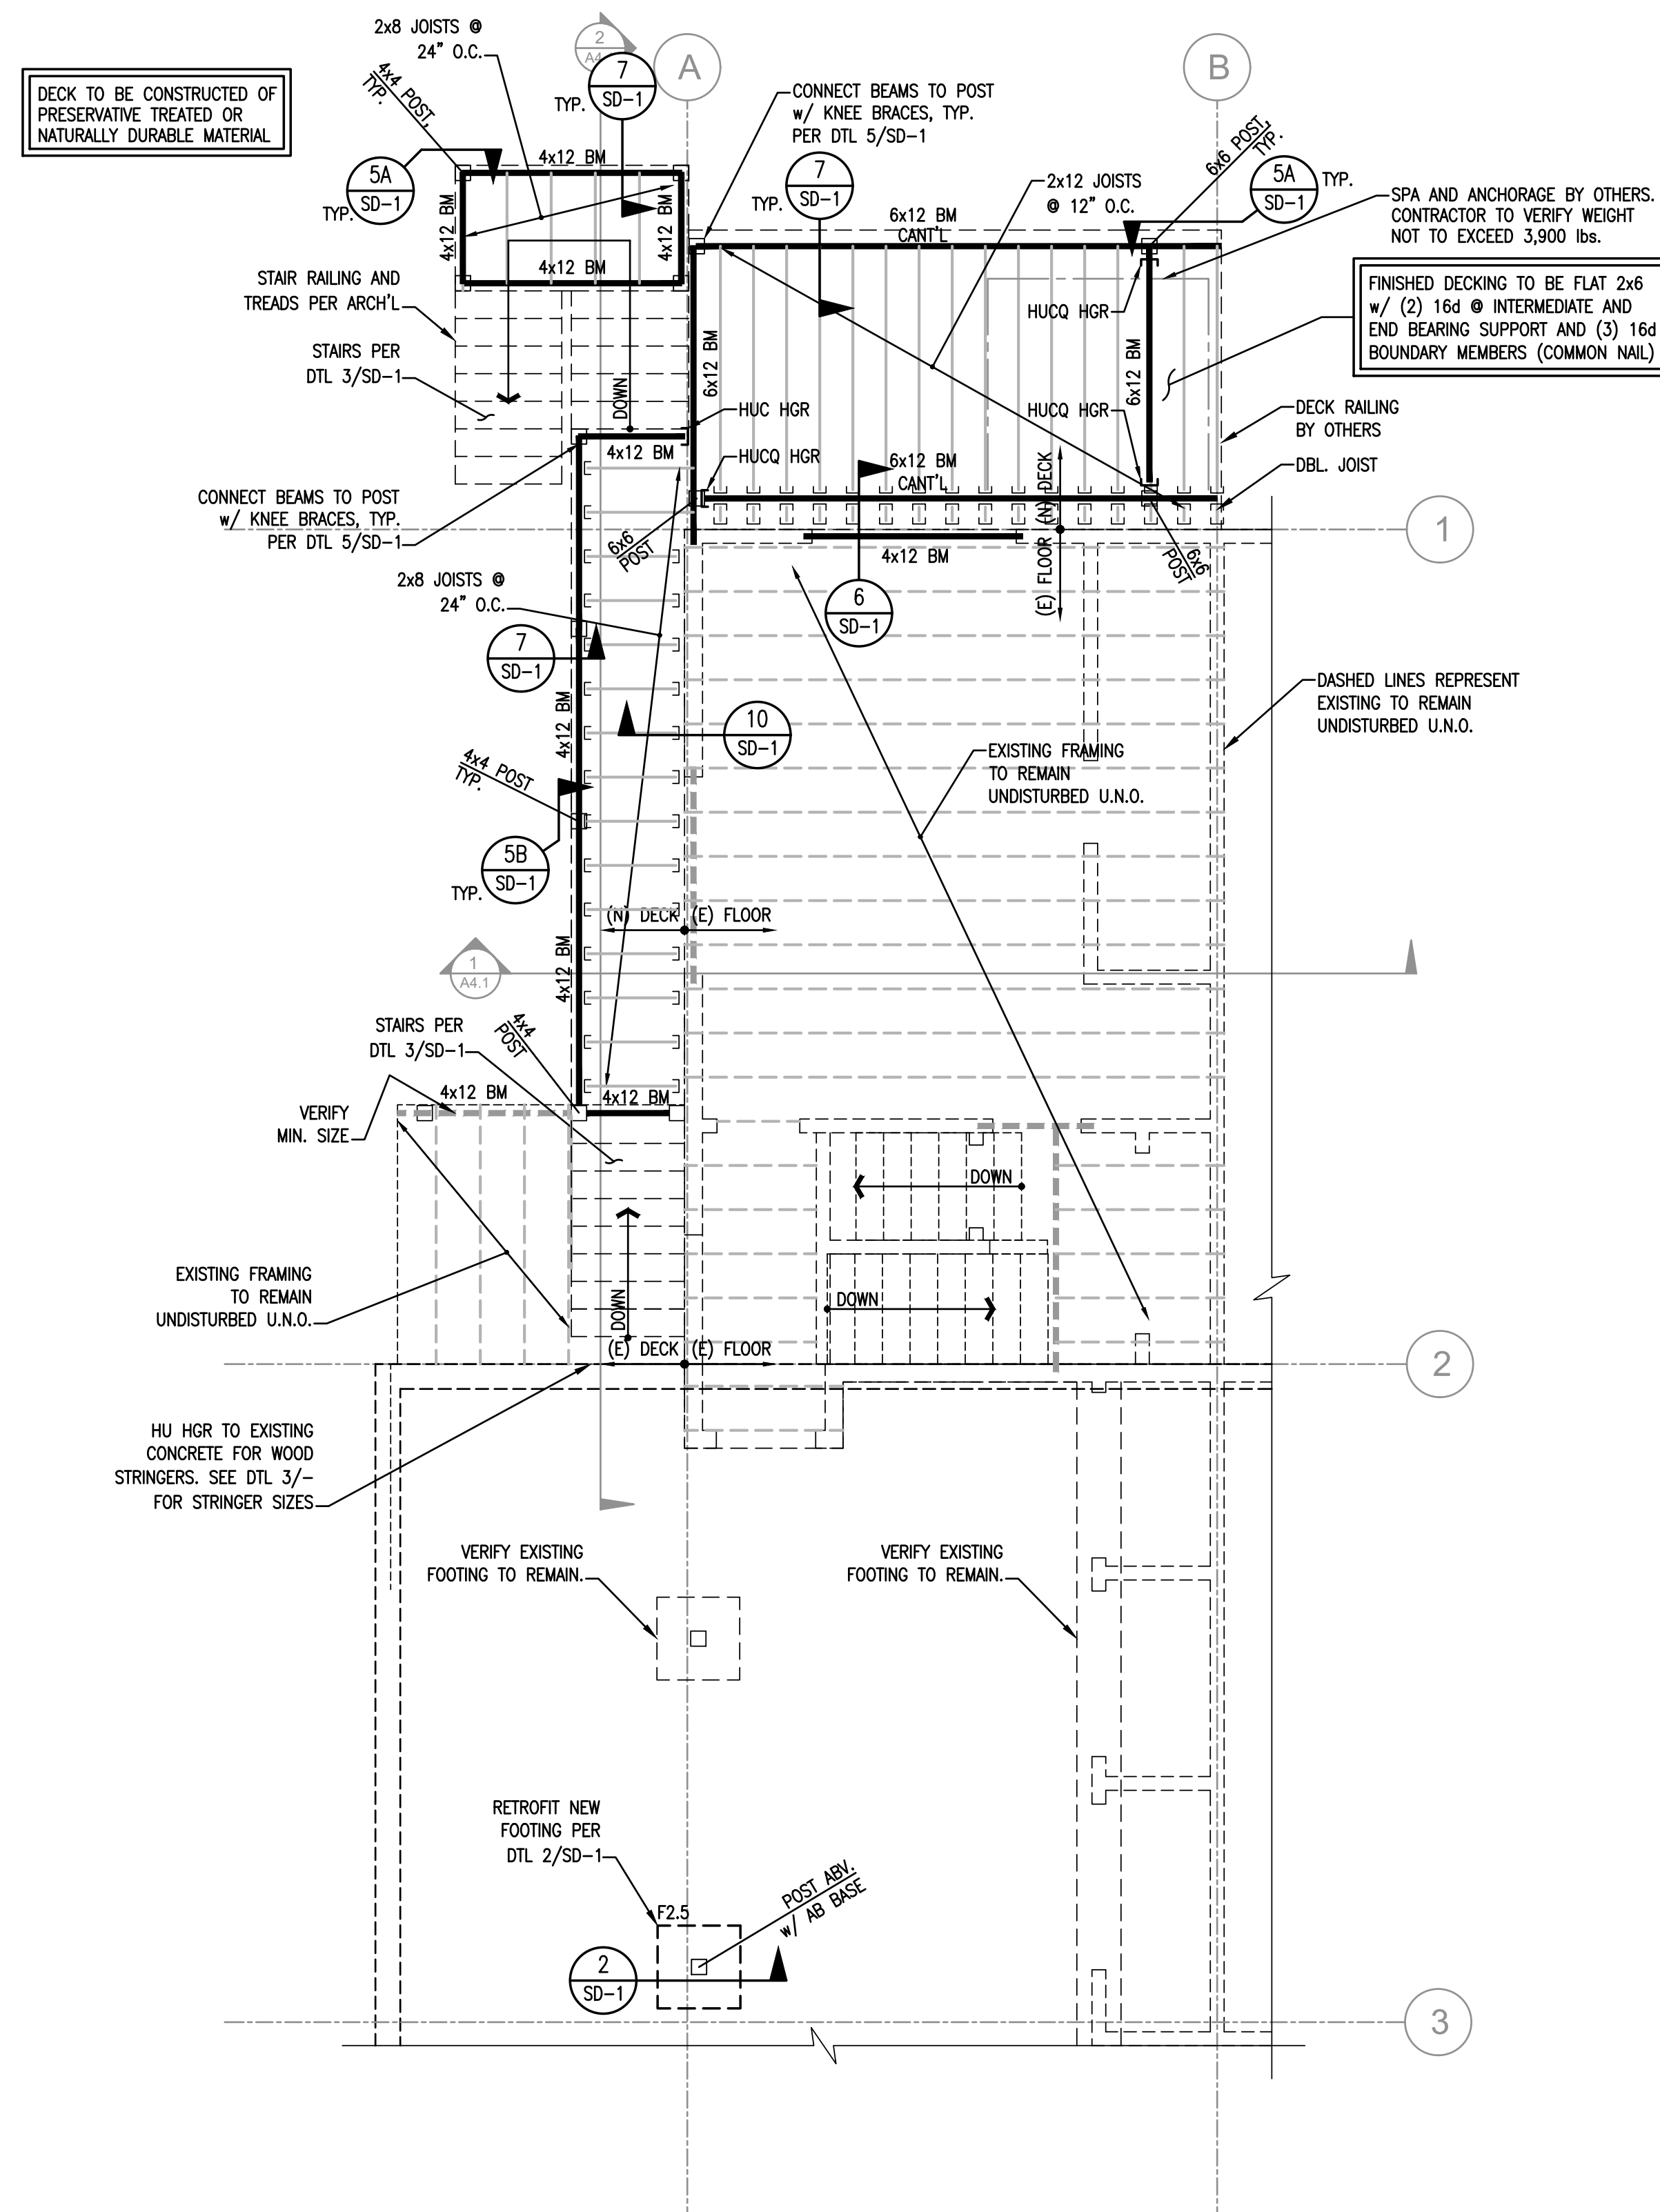 2x8 JOISTS @
24" O.C.
2
A4
A
B
DECK TO BE CONSTRUCTED OF
PRESERVATIVE TREATED OR
NATURALLY DURABLE MATERIAL
4x4 POST,
TYP.
7
SD-1
TYP.
CONNECT BEAMS TO POST
w/ KNEE BRACES, TYP.
PER DTL 5/SD-1
6x6 POST,
TYP.
5A
SD-1
TYP.
4x12 BM
7
SD-1
TYP.
2x12 JOISTS
@ 12" O.C.
5A
SD-1
TYP.
SPA AND ANCHORAGE BY OTHERS.
CONTRACTOR TO VERIFY WEIGHT
NOT TO EXCEED 3,900 lbs.
4x12 BM
4x12 BM
6x12 BM
CANT'L
4x12 BM
STAIR RAILING AND
TREADS PER ARCH'L
FINISHED DECKING TO BE FLAT 2x6
w/ (2) 16d @ INTERMEDIATE AND
END BEARING SUPPORT AND (3) 16d
BOUNDARY MEMBERS (COMMON NAIL)
HUCQ HGR
STAIRS PER
DTL 3/SD-1
6x12 BM
6x12 BM
DOWN
HUC HGR
HUCQ HGR
DECK RAILING
BY OTHERS
4x12 BM
HUCQ HGR
6x12 BM
CANT'L
DBL. JOIST
CONNECT BEAMS TO POST
w/ KNEE BRACES, TYP.
PER DTL 5/SD-1
(E) FLOOR (N) DECK
1
6x6
POST
4x12 BM
6x6
POST
2x8 JOISTS @
24" O.C.
6
SD-1
7
SD-1
DASHED LINES REPRESENT
EXISTING TO REMAIN
UNDISTURBED U.N.O.
4x12 BM
10
SD-1
4x4 POST
TYP.
EXISTING FRAMING
TO REMAIN
UNDISTURBED U.N.O.
5B
SD-1
TYP.
(N) DECK (E) FLOOR
4x12 BM
1
A4.1
STAIRS PER
DTL 3/SD-1
4x4
POST
4x12 BM
4x12 BM
VERIFY
MIN. SIZE
DOWN
EXISTING FRAMING
TO REMAIN
UNDISTURBED U.N.O.
DOWN
DOWN
(E) DECK (E) FLOOR
2
HU HGR TO EXISTING
CONCRETE FOR WOOD
STRINGERS. SEE DTL 3/-
FOR STRINGER SIZES
VERIFY EXISTING
FOOTING TO REMAIN.
VERIFY EXISTING
FOOTING TO REMAIN.
RETROFIT NEW
FOOTING PER
DTL 2/SD-1
POST ABV.
w/ AB BASE
F2.5
2
SD-1
3